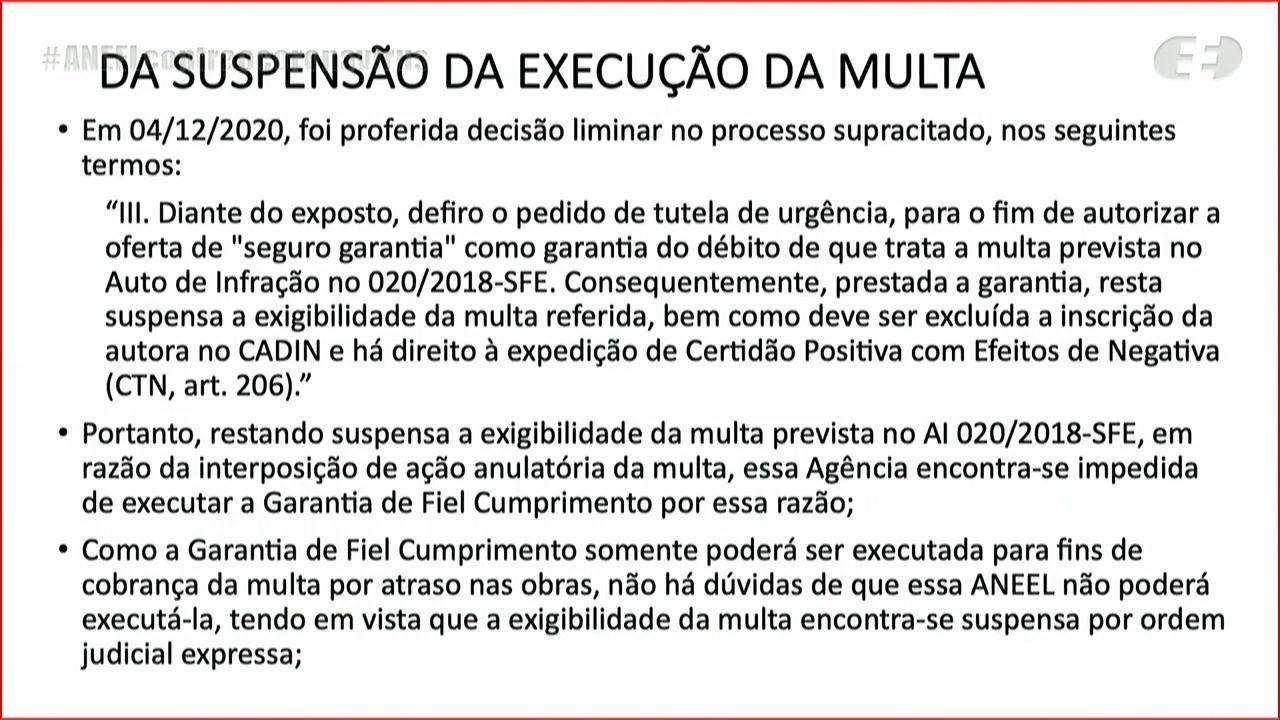 #ANEELcontraocoronavírus
DA SUSPENSÃO DA EXECUÇÃO DA MULTA
• Em 04/12/2020, foi proferida decisão liminar no processo supracitado, nos seguintes
termos:
“III. Diante do exposto, defiro o pedido de tutela de urgência, para o fim de autorizar a
oferta de "seguro garantia" como garantia do débito de que trata a multa prevista no
Auto de Infração no 020/2018-SFE. Consequentemente, prestada a garantia, resta
suspensa a exigibilidade da multa referida, bem como deve ser excluída a inscrição da
autora no CADIN e há direito à expedição de Certidão Positiva com Efeitos de Negativa
(CTN, art. 206).”
• Portanto, restando suspensa a exigibilidade da multa prevista no AI 020/2018-SFE, em
razão da interposição de ação anulatória da multa, essa Agência encontra-se impedida
de executar a Garantia de Fiel Cumprimento por essa razão;
• Como a Garantia de Fiel Cumprimento somente poderá ser executada para fins de
cobrança da multa por atraso nas obras, não há dúvidas de que essa ANEEL não poderá
executá-la, tendo em vista que a exigibilidade da multa encontra-se suspensa por ordem
judicial expressa;